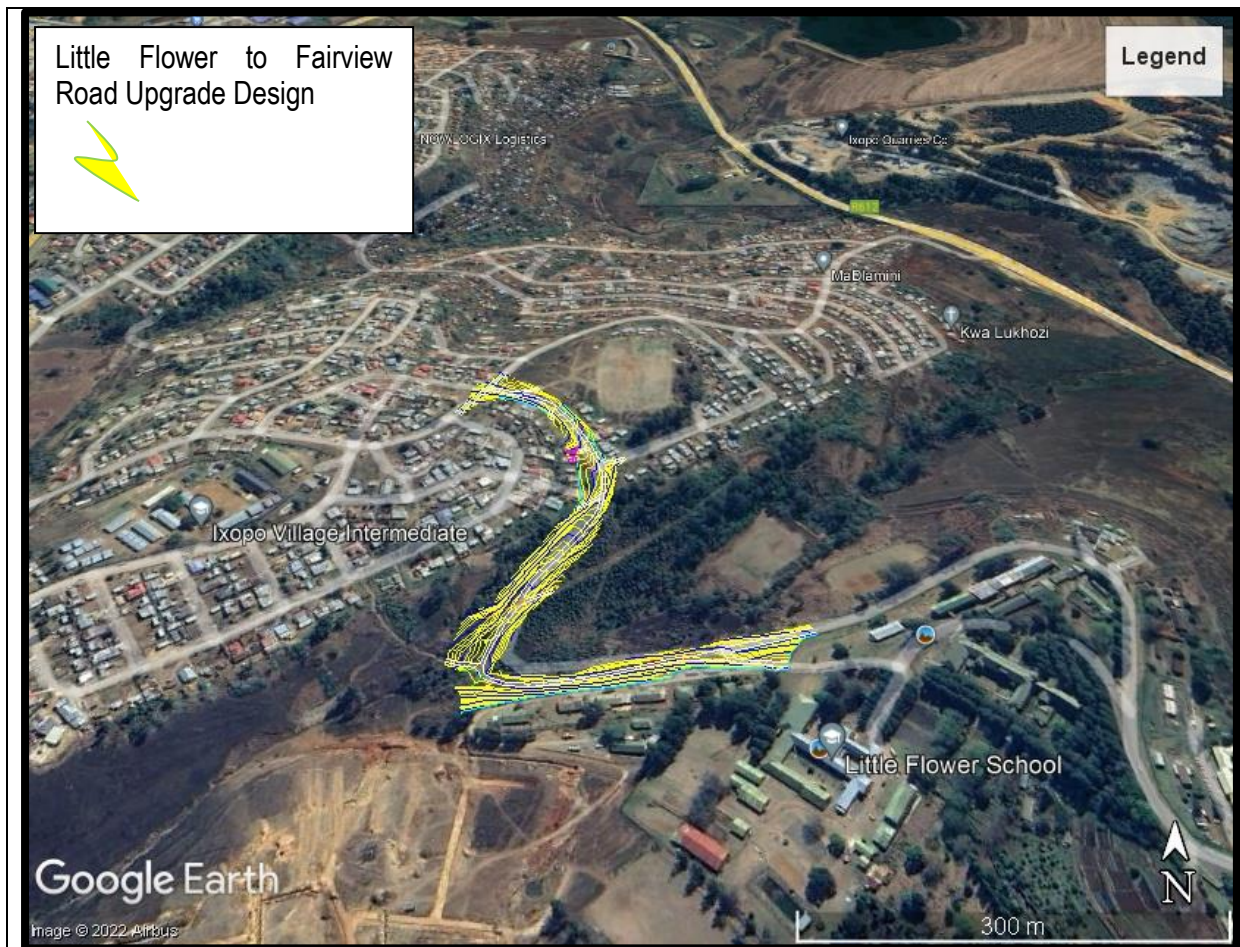 Little Flower to Fairview
Road Upgrade Design
Legend
NOWLOGIX Logistics
Ixopo Quarries Cc
R612
MaDlamini
Kwa Lukhozi
Ixopo Village Intermediate
Little Flower School
Google Earth
N
300 m
Image © 2022 Airbus